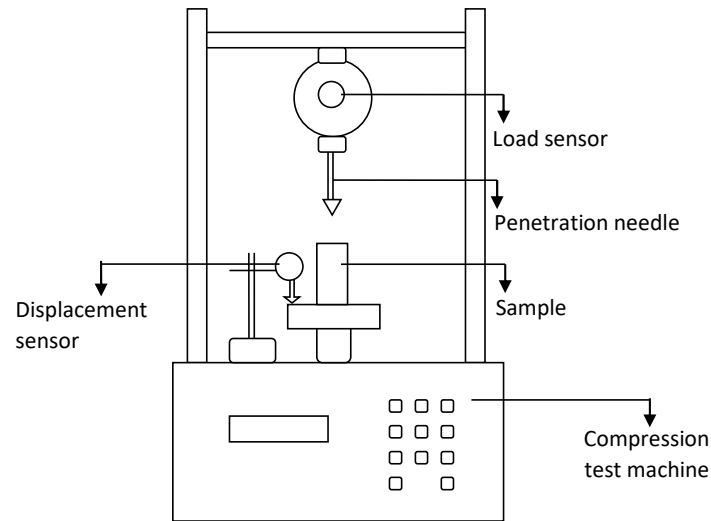 Load sensor
Penetration needle
Displacement
sensor
Sample
Compression
test machine